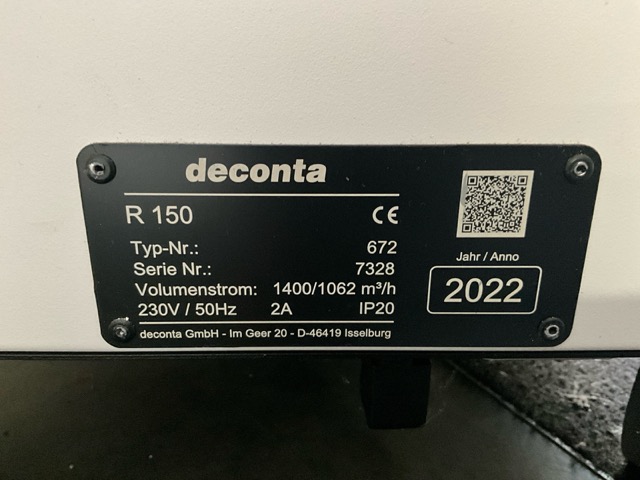 deconta
R 150 CE
Typ-Nr.: 672
Serie Nr.: 7328
Volumenstrom: 1400/1062 m³/h
230V / 50Hz 2A IP20
deconta GmbH - Im Geer 20 - D-46419 Isselburg
Jahr / Anno
2022